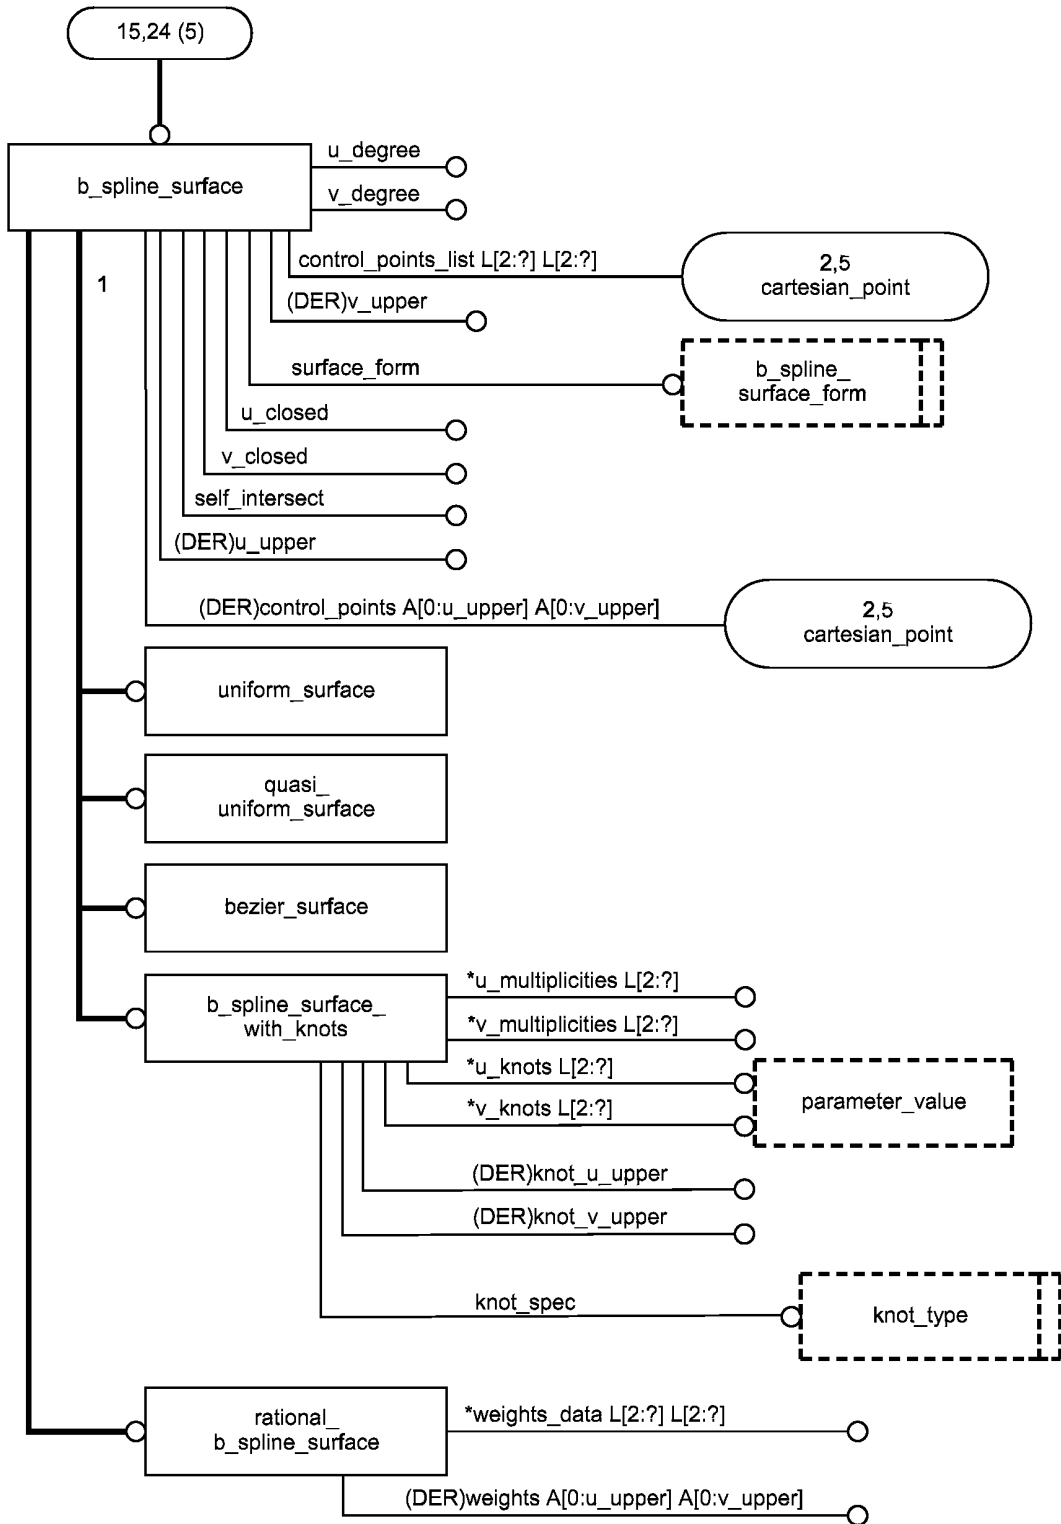 15,24 (5)
b_spline_surface
u_degree
v_degree
1
control_points_list L[2:?] L[2:?]
2,5
cartesian_point
(DER)v_upper
surface_form
b_spline_
surface_form
u_closed
v_closed
self_intersect
(DER)u_upper
(DER)control_points A[0:u_upper] A[0:v_upper]
2,5
cartesian_point
uniform_surface
quasi_
uniform_surface
bezier_surface
b_spline_surface_
with_knots
*u_multiplicities L[2:?]
*v_multiplicities L[2:?]
*u_knots L[2:?]
*v_knots L[2:?]
parameter_value
(DER)knot_u_upper
(DER)knot_v_upper
knot_spec
knot_type
rational_
b_spline_surface
*weights_data L[2:?] L[2:?]
(DER)weights A[0:u_upper] A[0:v_upper]